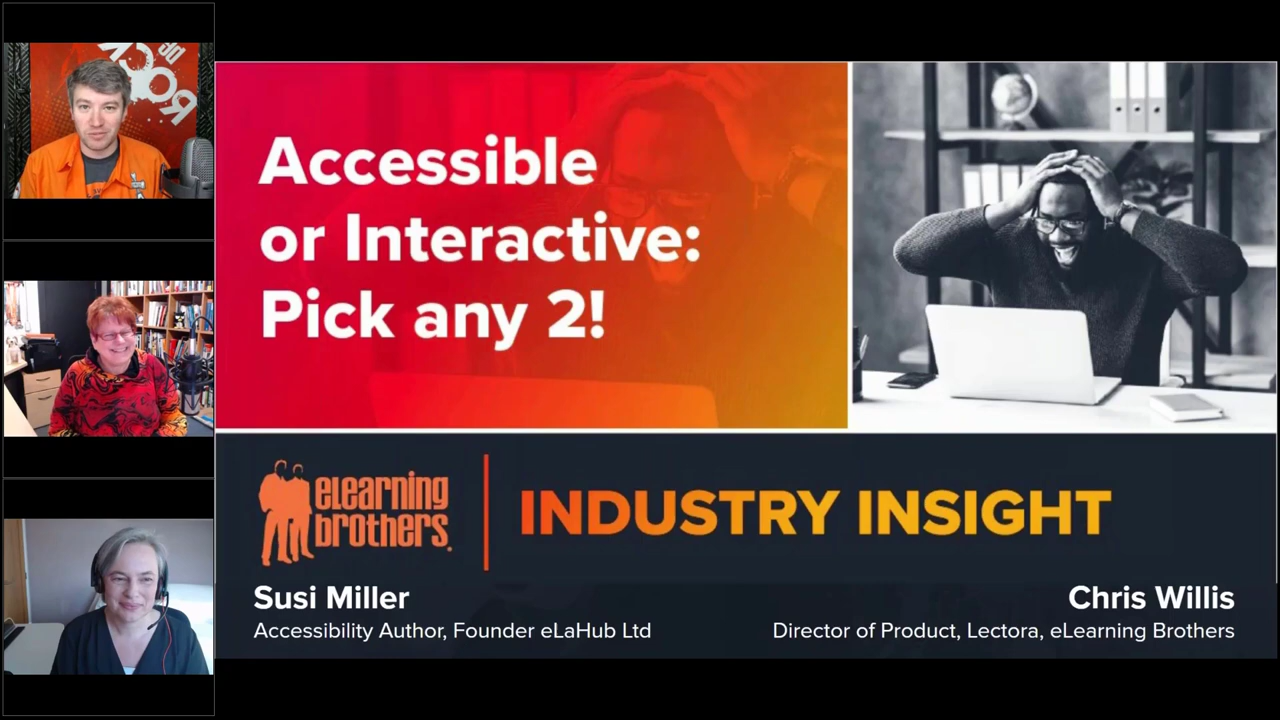 Accessible
or Interactive:
Pick any 2!
eLearning
brothers.
INDUSTRY INSIGHT
Susi Miller
Accessibility Author, Founder eLaHub Ltd
Chris Willis
Director of Product, Lectora, eLearning Brothers